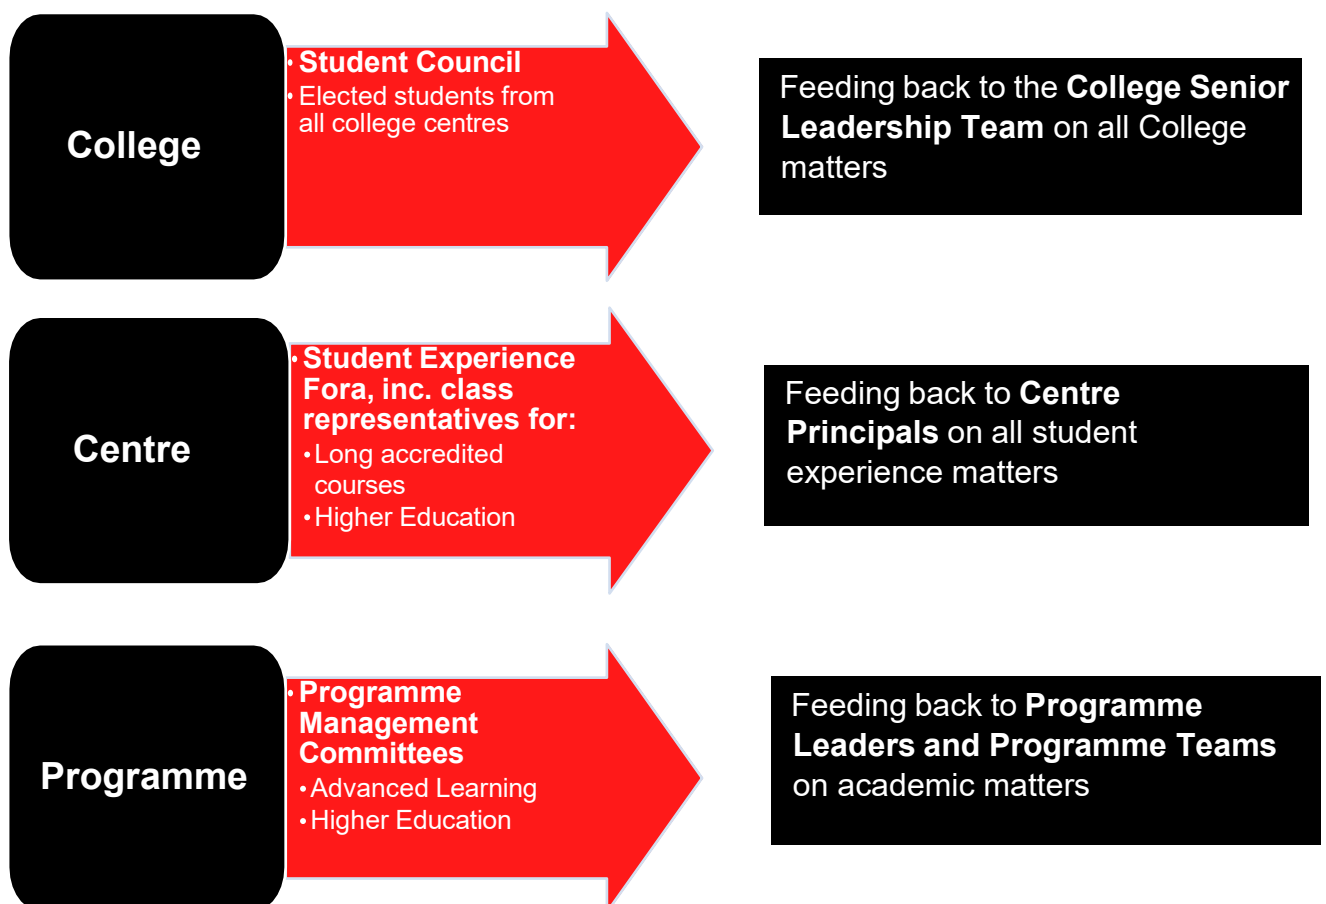 College
• Student Council
• Elected students from
all college centres
Feeding back to the College Senior
Leadership Team on all College
matters
Centre
• Student Experience
Fora, inc. class
representatives for:
• Long accredited
courses
• Higher Education
Feeding back to Centre
Principals on all student
experience matters
Programme
• Programme
Management
Committees
• Advanced Learning
• Higher Education
Feeding back to Programme
Leaders and Programme Teams
on academic matters